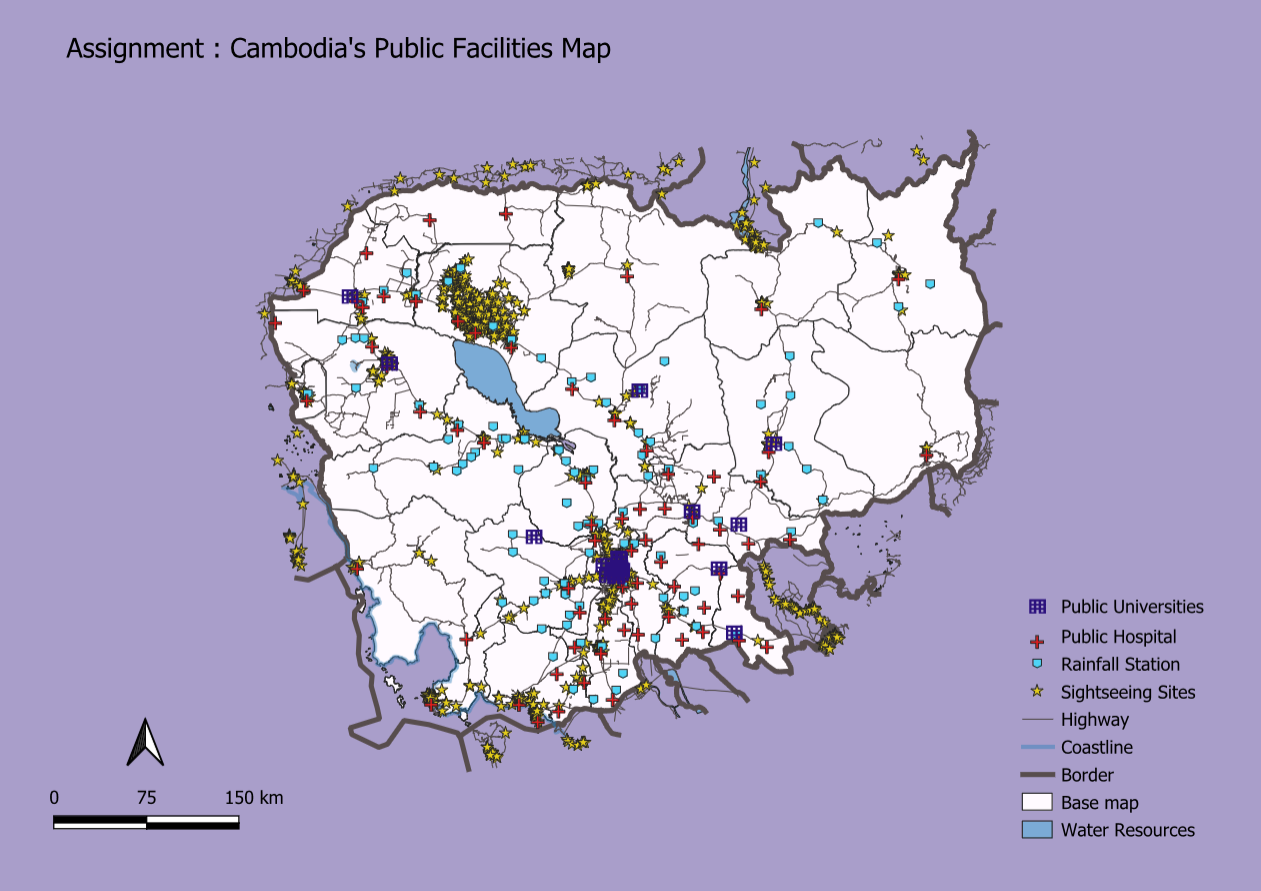 Assignment : Cambodia's Public Facilities Map
Public Universities
Public Hospital
Rainfall Station
Sightseeing Sites
Highway
Coastline
Border
Base map
Water Resources
0 75 150 km